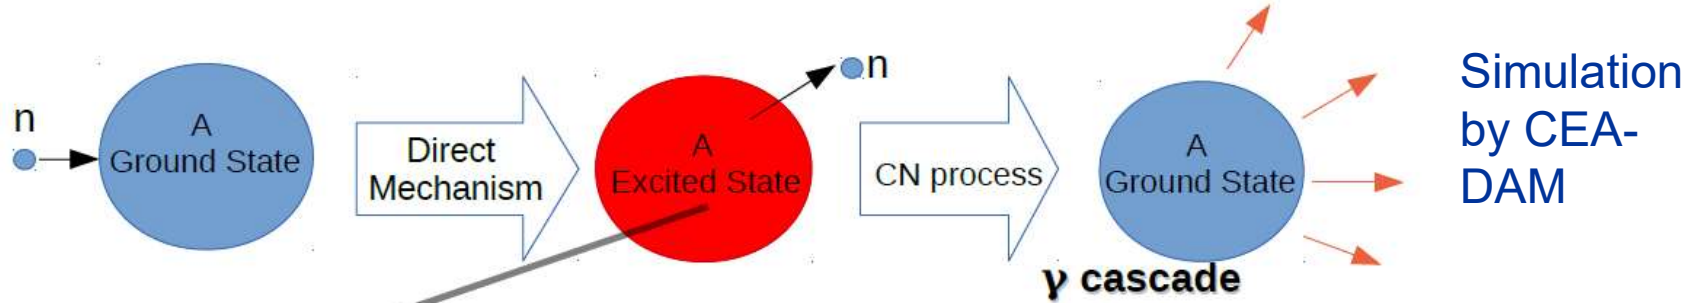 n
A
Ground State
Direct
Mechanism
n
A
Excited State
CN process
A
Ground State
γ cascade
Simulation
by CEA-
DAM